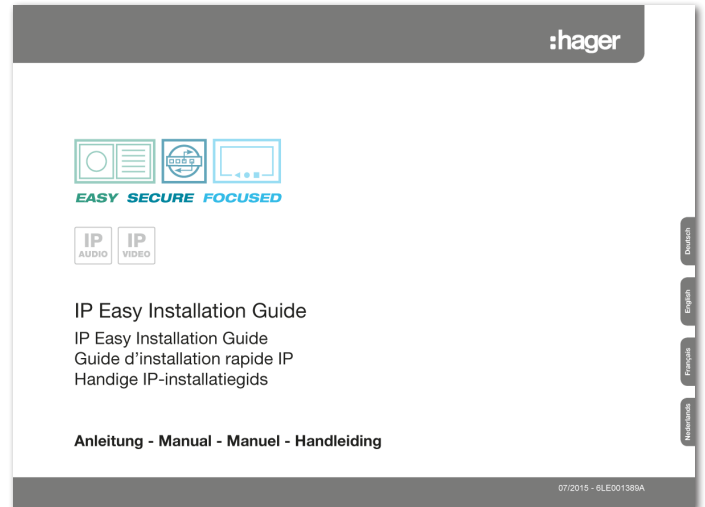 :hager
EASY SECURE FOCUSED
IP AUDIO
IP VIDEO
Deutsch
English
Français
Nederlands
IP Easy Installation Guide
IP Easy Installation Guide
Guide d’installation rapide IP
Handige IP-installatiegids
Anleitung - Manual - Manuel - Handleiding
07/2015 - 6LE001389A